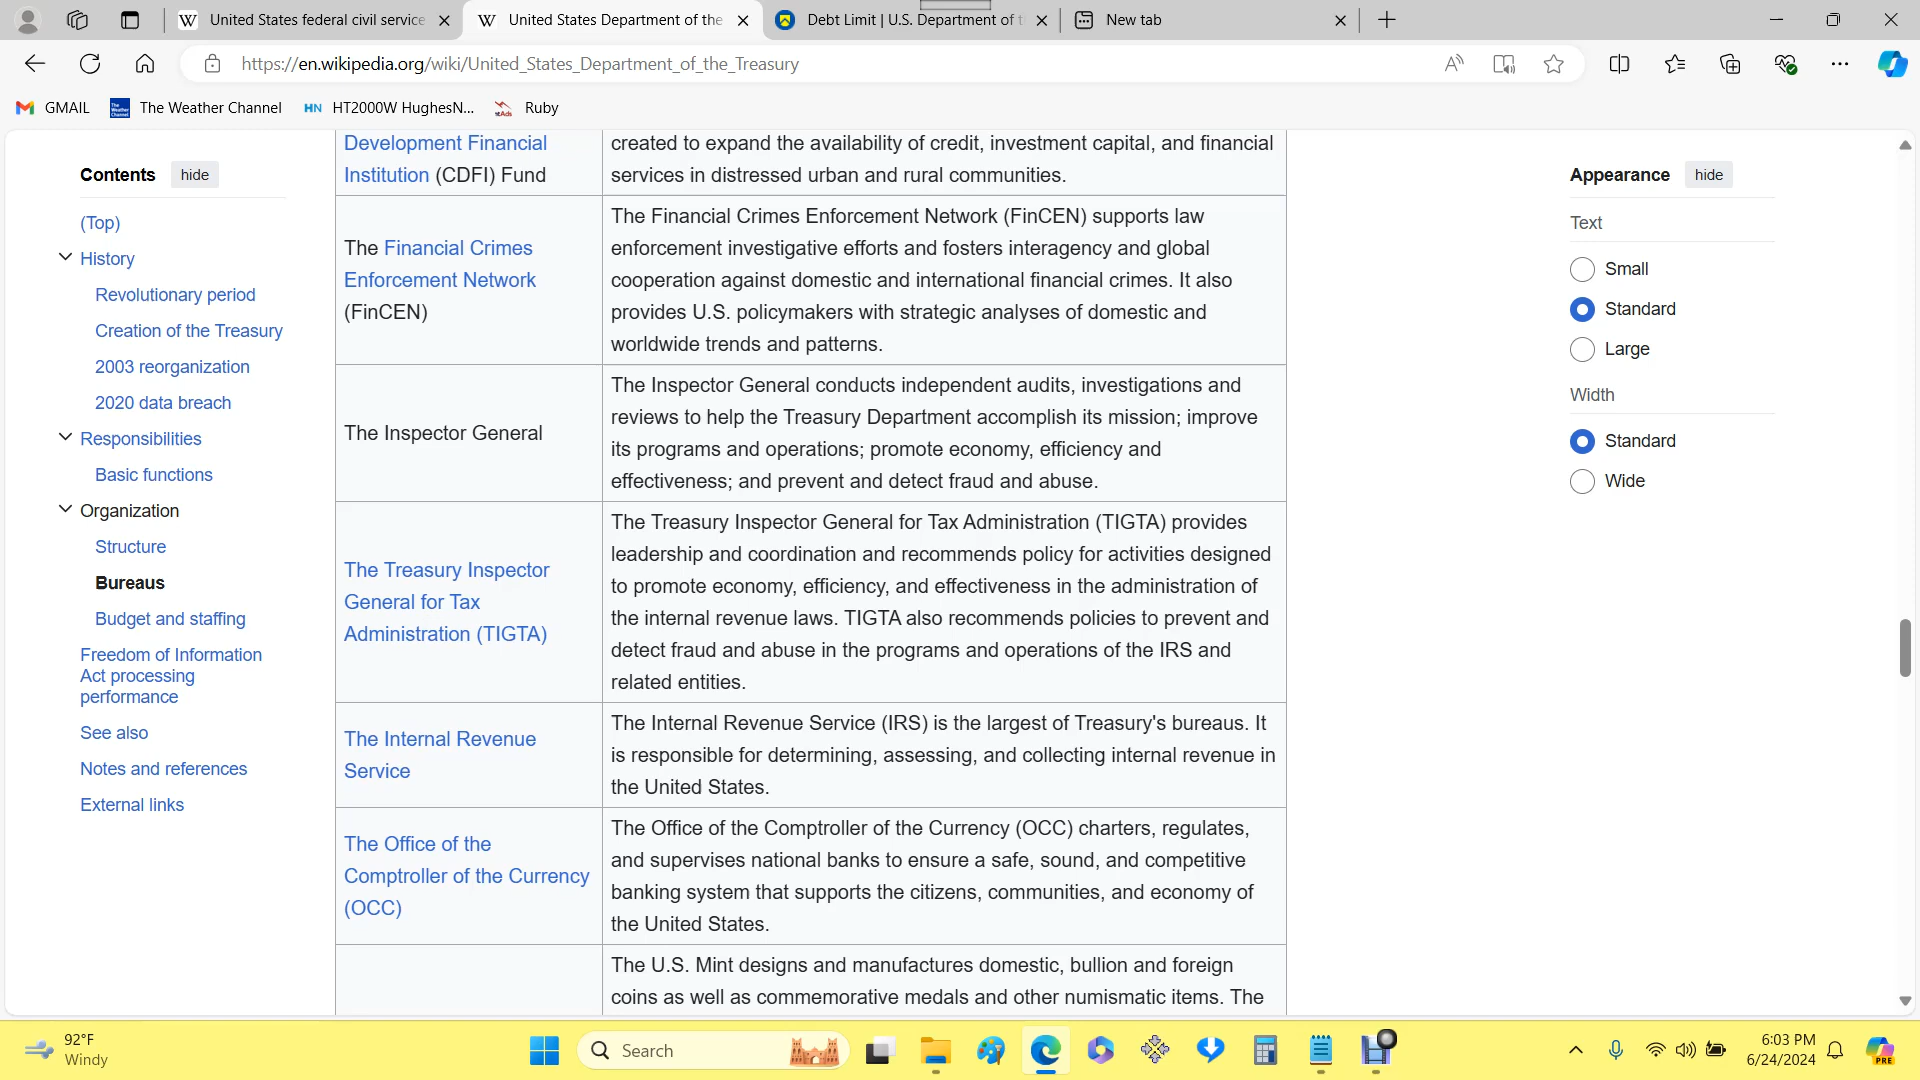 United States federal civil service
United States Department of the
Debt Limit | U.S. Department of t
New tab
https://en.wikipedia.org/wiki/United_States_Department_of_the_Treasury
GMAIL
The Weather Channel
HT2000W HughesN...
Ruby
Contents
hide
(Top)
History
Revolutionary period
Creation of the Treasury
2003 reorganization
2020 data breach
Responsibilities
Basic functions
Organization
Structure
Bureaus
Budget and staffing
Freedom of Information
Act processing
performance
See also
Notes and references
External links
Development Financial
Institution (CDFI) Fund
created to expand the availability of credit, investment capital, and financial
services in distressed urban and rural communities.
The Financial Crimes
Enforcement Network
(FinCEN)
The Financial Crimes Enforcement Network (FinCEN) supports law
enforcement investigative efforts and fosters interagency and global
cooperation against domestic and international financial crimes. It also
provides U.S. policymakers with strategic analyses of domestic and
worldwide trends and patterns.
The Inspector General
The Inspector General conducts independent audits, investigations and
reviews to help the Treasury Department accomplish its mission; improve
its programs and operations; promote economy, efficiency and
effectiveness; and prevent and detect fraud and abuse.
The Treasury Inspector
General for Tax
Administration (TIGTA)
The Treasury Inspector General for Tax Administration (TIGTA) provides
leadership and coordination and recommends policy for activities designed
to promote economy, efficiency, and effectiveness in the administration of
the internal revenue laws. TIGTA also recommends policies to prevent and
detect fraud and abuse in the programs and operations of the IRS and
related entities.
The Internal Revenue
Service
The Internal Revenue Service (IRS) is the largest of Treasury's bureaus. It
is responsible for determining, assessing, and collecting internal revenue in
the United States.
The Office of the
Comptroller of the Currency
(OCC)
The Office of the Comptroller of the Currency (OCC) charters, regulates,
and supervises national banks to ensure a safe, sound, and competitive
banking system that supports the citizens, communities, and economy of
the United States.
The U.S. Mint designs and manufactures domestic, bullion and foreign
coins as well as commemorative medals and other numismatic items. The
Appearance
hide
Text
Small
Standard
Large
Width
Standard
Wide
92°F
Windy
Search
6:03 PM
6/24/2024
PRE